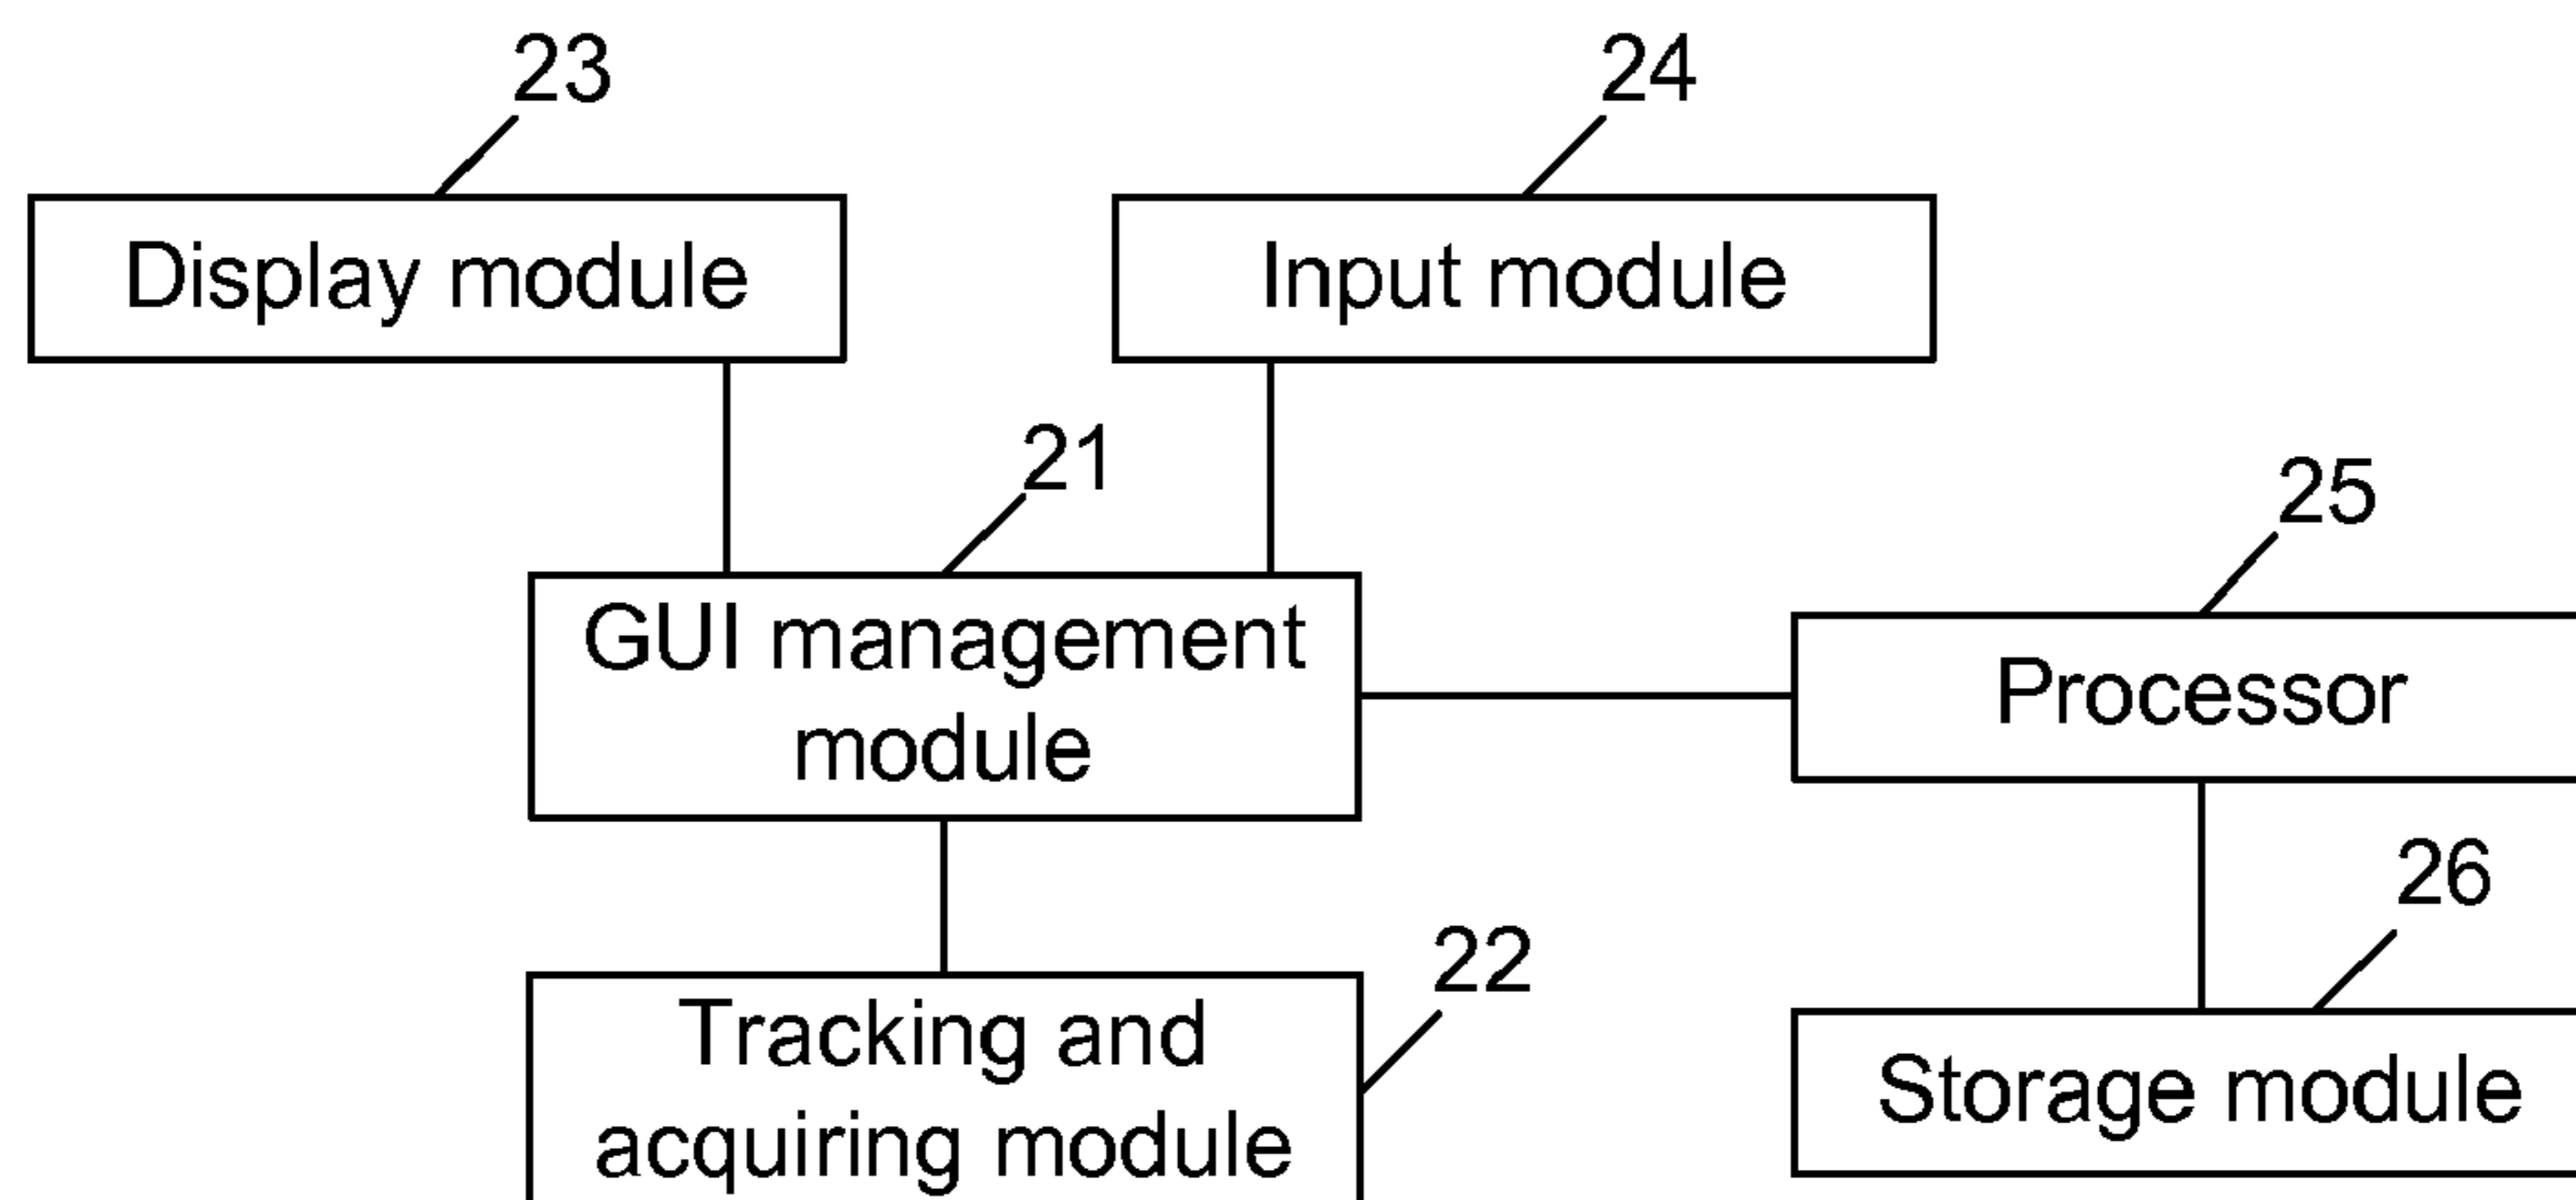 23
24
Display module
Input module
21
25
GUI management
module
Processor
26
22
Tracking and
acquiring module
Storage module